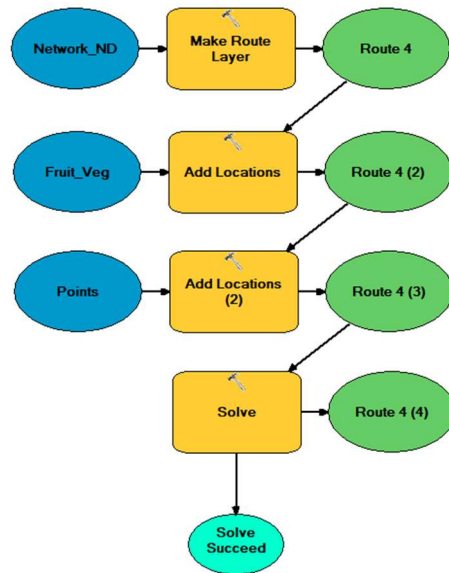 Network_ND
Make Route
Layer
Route 4
Fruit_Veg
Add Locations
Route 4 (2)
Points
Add Locations
(2)
Route 4 (3)
Solve
Route 4 (4)
Solve
Succeed